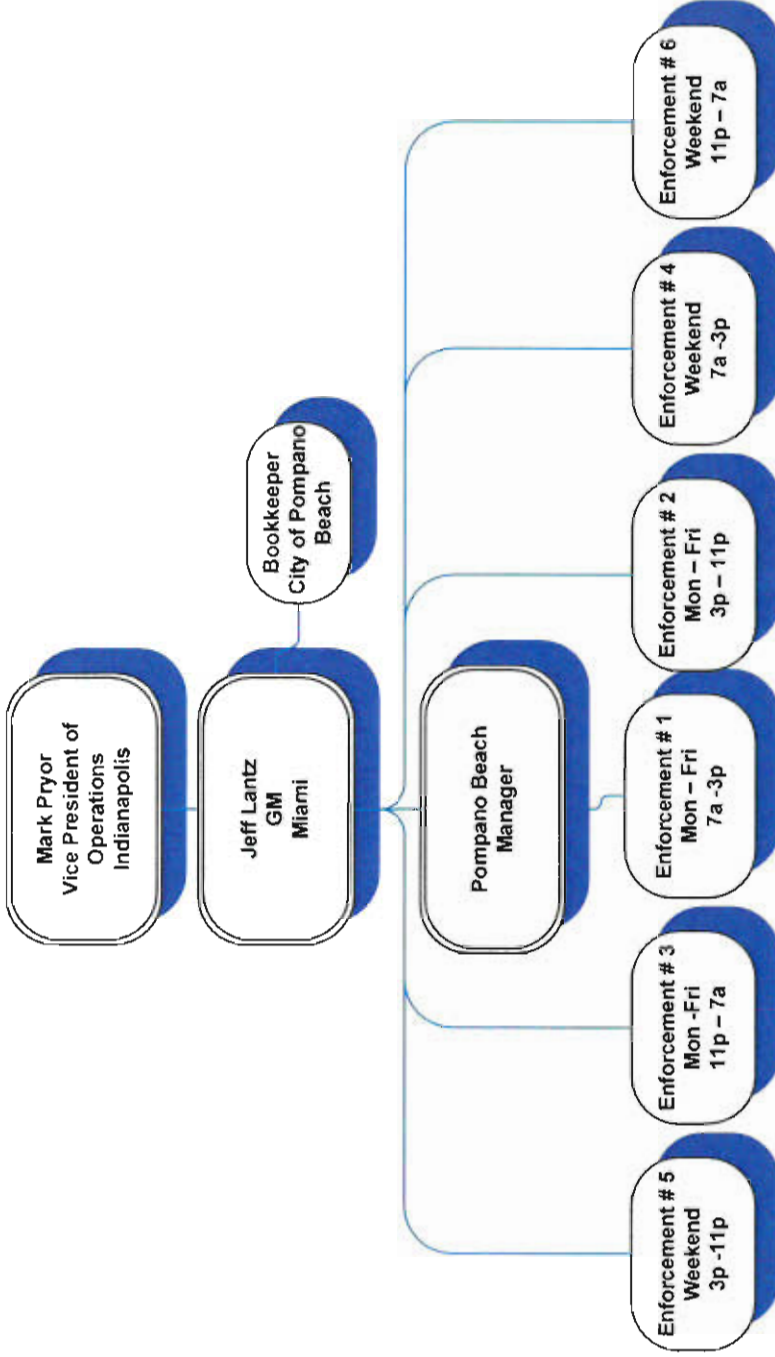 Mark Pryor
Vice President of
Operations
Indianapolis
Jeff Lantz
GM
Miami
Bookkeeper
City of Pompano
Beach
Pompano Beach
Manager
Enforcement # 5
Weekend
3p -11p
Enforcement # 3
Mon -Fri
11p – 7a
Enforcement # 1
Mon – Fri
7a -3p
Enforcement # 2
Mon – Fri
3p – 11p
Enforcement # 4
Weekend
7a -3p
Enforcement # 6
Weekend
11p – 7a